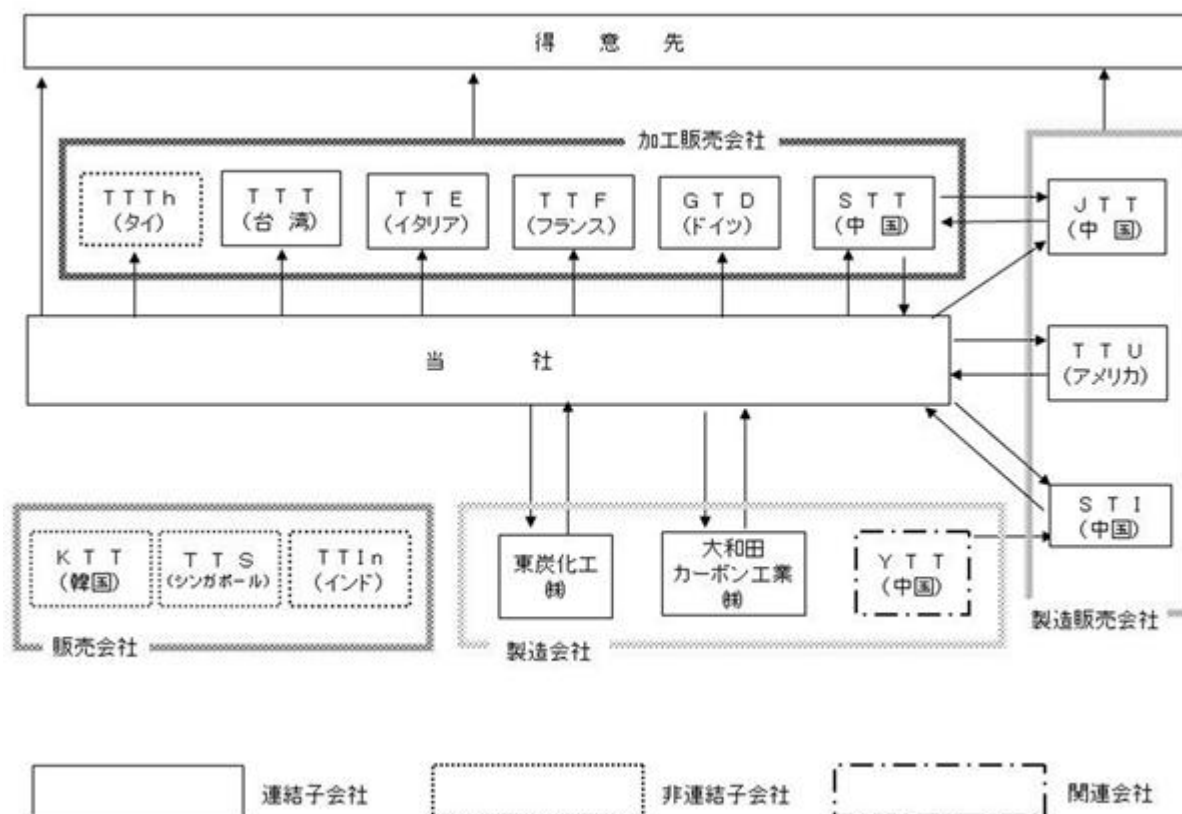 得 意 先
加工販売会社
TTTh
(タイ)
TTT
(台 湾)
TTE
(イタリア)
TTF
(フランス)
GTD
(ドイツ)
STT
(中 国)
JTT
(中 国)
当 社
TTU
(アメリカ)
STI
(中国)
KTT
(韓国)
TTS
(シンガポール)
TTIn
(インド)
販売会社
東炭化工
㈱
大和田
カーボン工業
㈱
YTT
(中国)
製造会社
製造販売会社
連結子会社
非連結子会社
関連会社